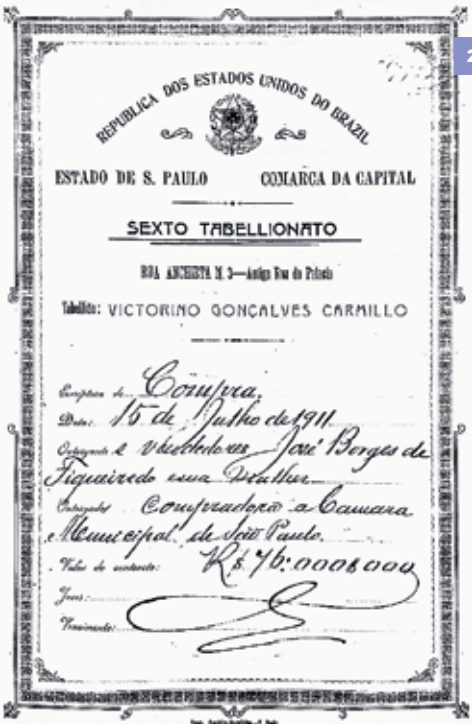 2
REPUBLICA DOS ESTADOS UNIDOS DO BRAZIL
ESTADO DE S. PAULO COMARCA DA CAPITAL
SEXTO TABELLIONATO
RUA ANCHIETA N. 3—Antiga Rua do Palacio
Tabellião: VICTORINO GONÇALVES CARMILLO
Escriptura de Compra.
Data: 15 de Julho de 1911
Outorgante e vendedores José Borges de
Figueiredo e sua mulher
Outorgados Compradora a Camara
Municipal de São Paulo.
Valor do contracto: Rs. 76:000$000
Juros:
Vencimento: